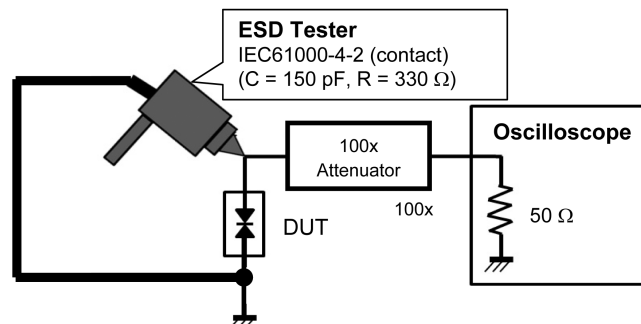 ESD Tester
IEC61000-4-2 (contact)
(C = 150 pF, R = 330 Ω)
100x
Attenuator
100x
Oscilloscope
50 Ω
DUT